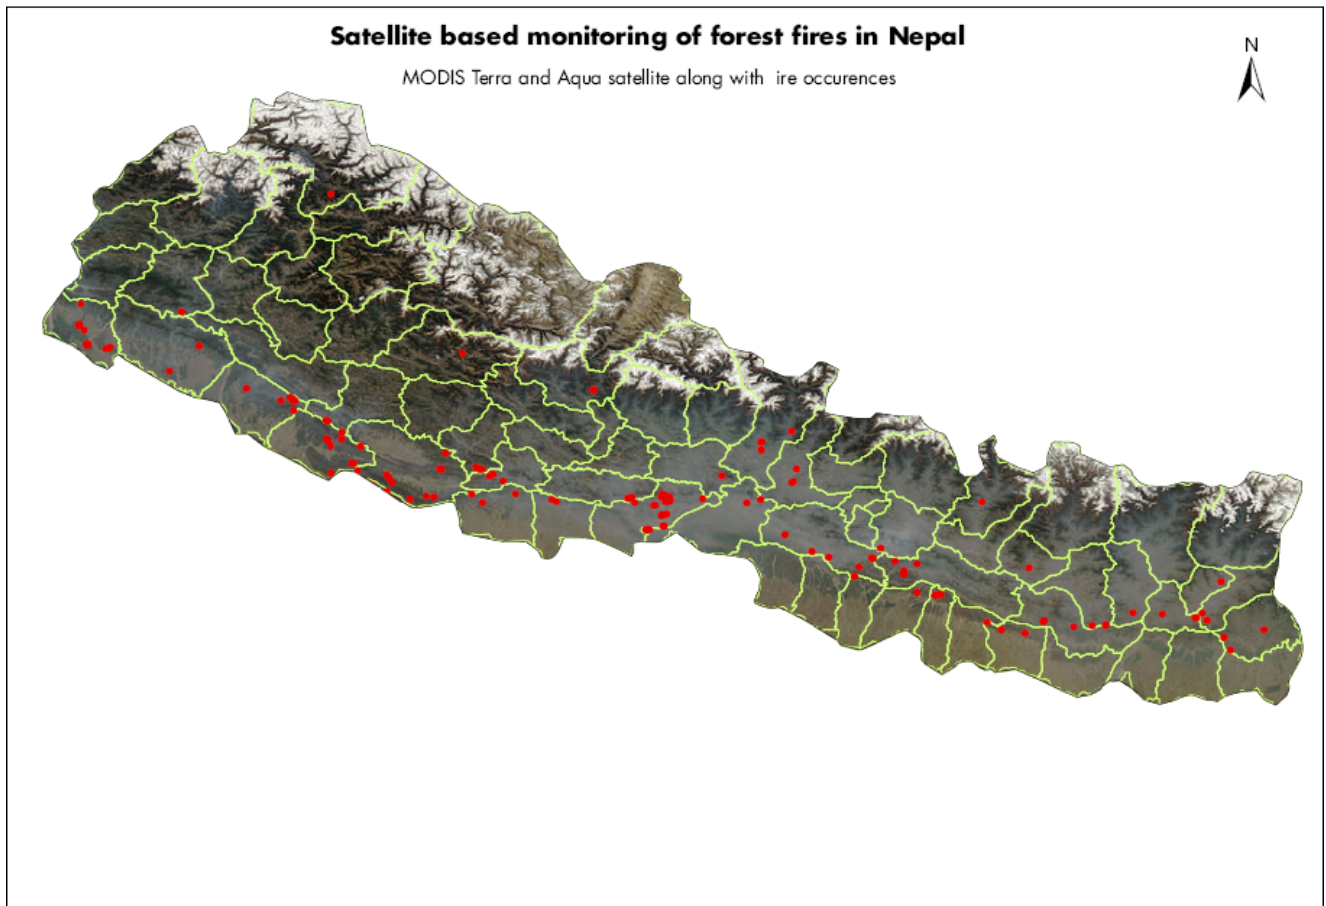 Satellite based monitoring of forest fires in Nepal
MODIS Terra and Aqua satellite along with ire occurences
N